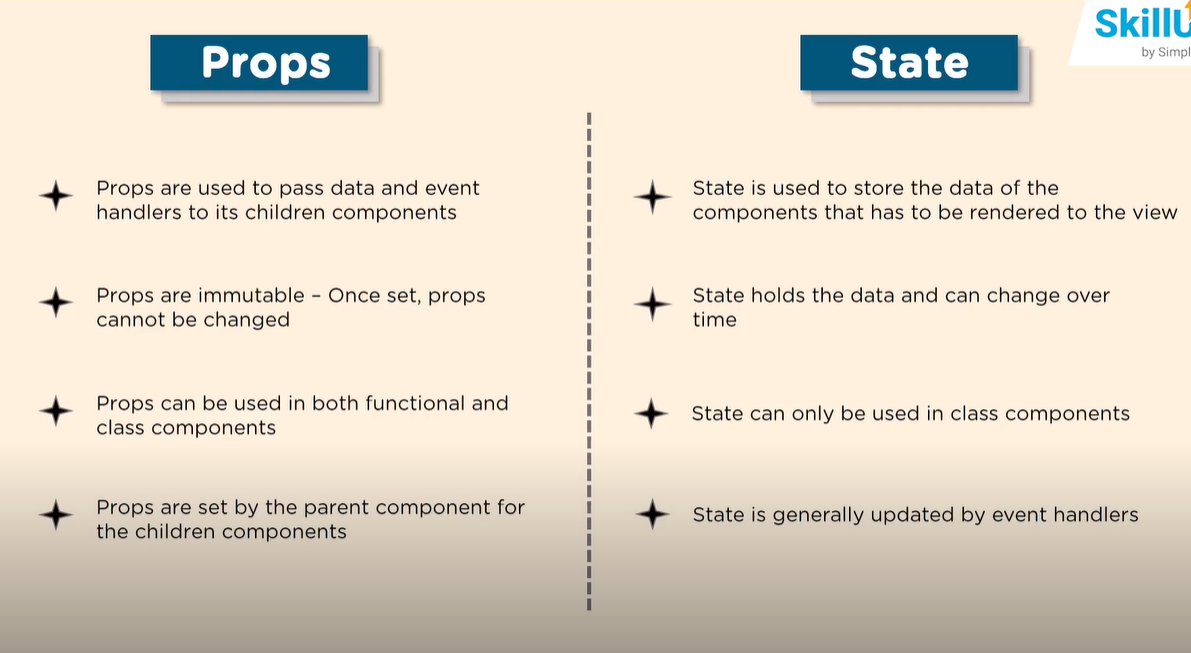 Props
Props are used to pass data and event
handlers to its children components
Props are immutable – Once set, props
cannot be changed
Props can be used in both functional and
class components
Props are set by the parent component for
the children components
State
State is used to store the data of the
components that has to be rendered to the view
State holds the data and can change over
time
State can only be used in class components
State is generally updated by event handlers
SkillU
by Simpl